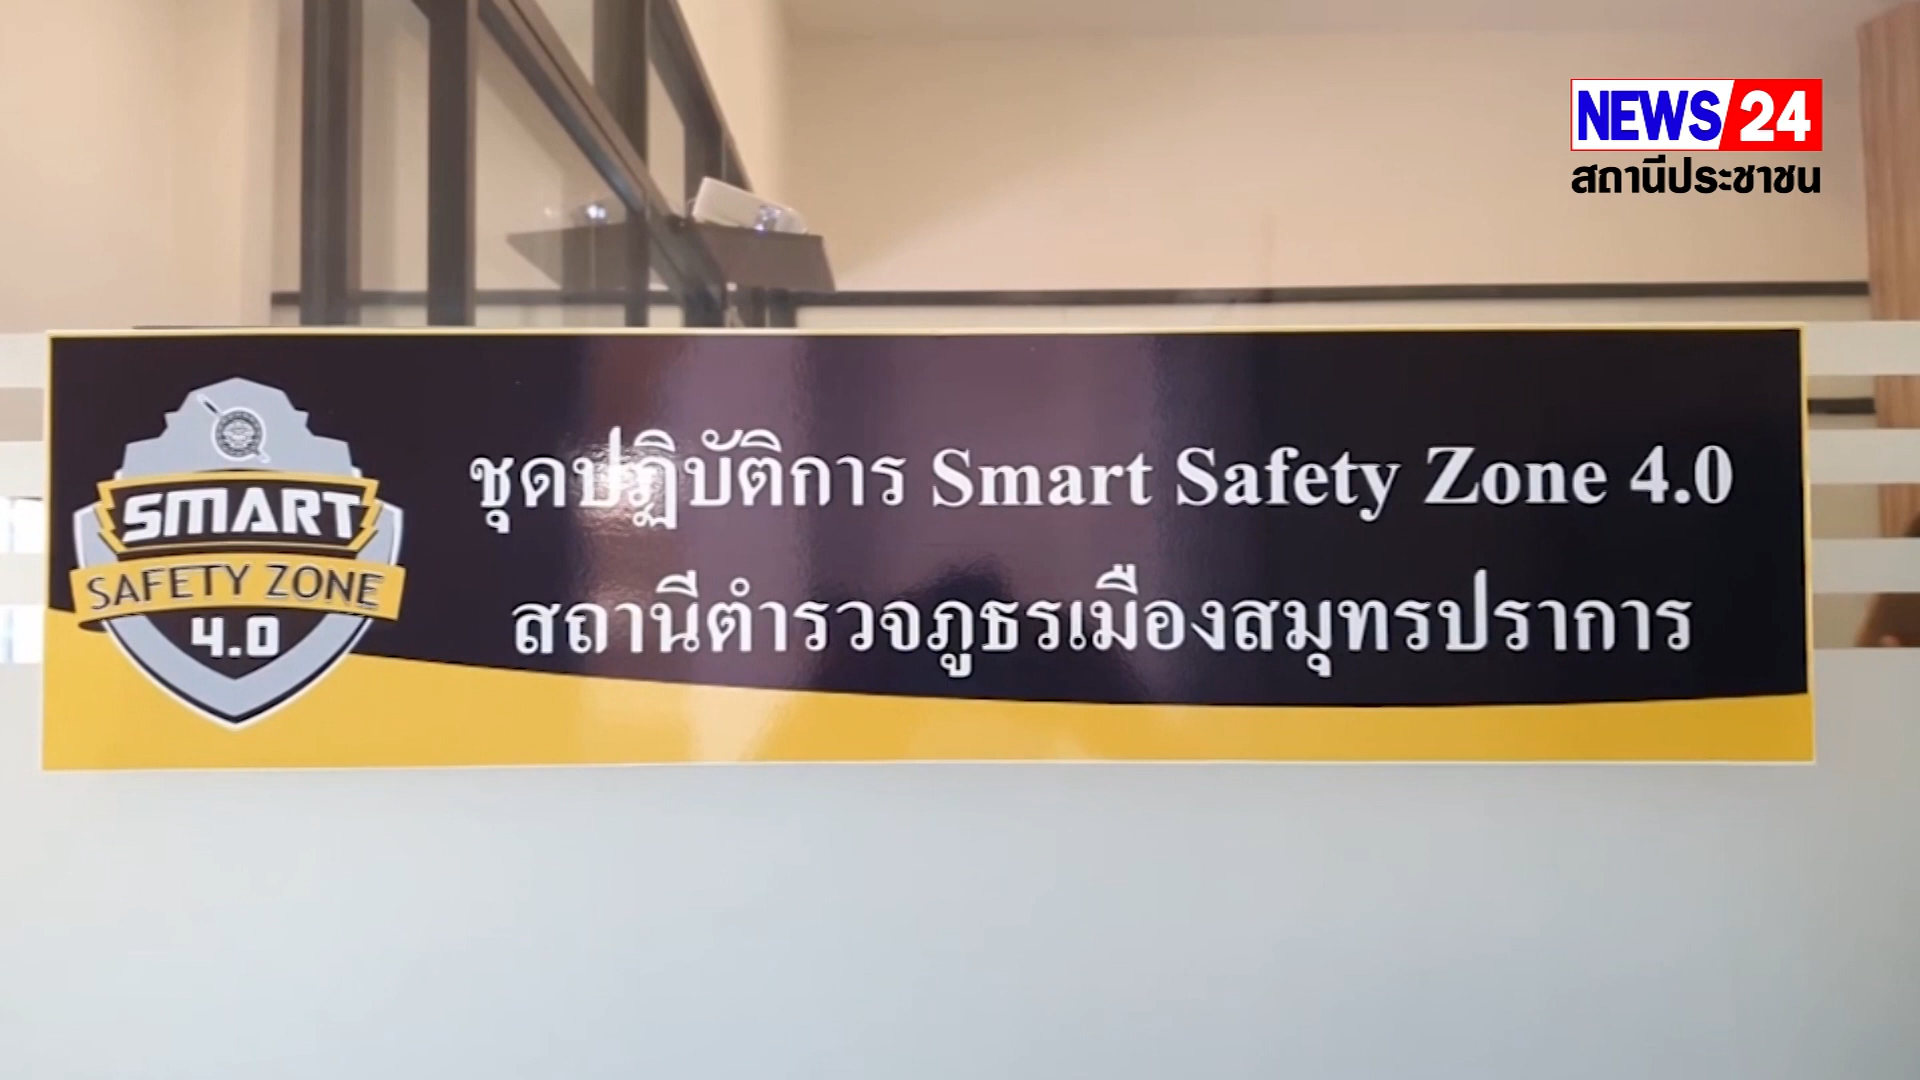 NEWS 24
สถานีประชาชน
ชุดปฏิบัติการ Smart Safety Zone 4.0
สถานีตำรวจภูธรเมืองสมุทรปราการ
SMART
SAFETY ZONE
4.0